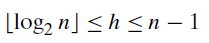 ⌊log₂ n⌋ ≤ h ≤ n − 1